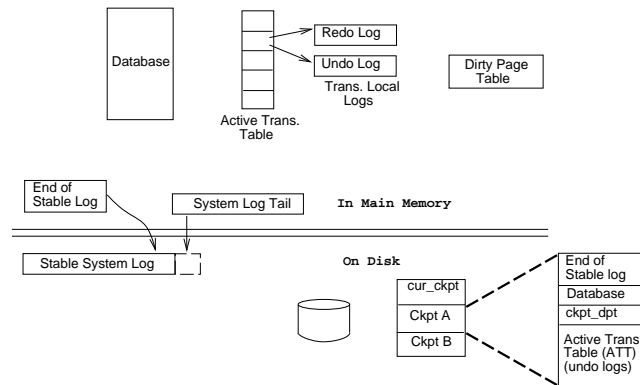 Database
Redo Log
Undo Log
Trans. Local
Logs
Active Trans.
Table
Dirty Page
Table
End of
Stable Log
System Log Tail
In Main Memory
Stable System Log
On Disk
cur_ckpt
Ckpt A
Ckpt B
End of
Stable log
Database
ckpt_dpt
Active Trans
Table (ATT)
(undo logs)